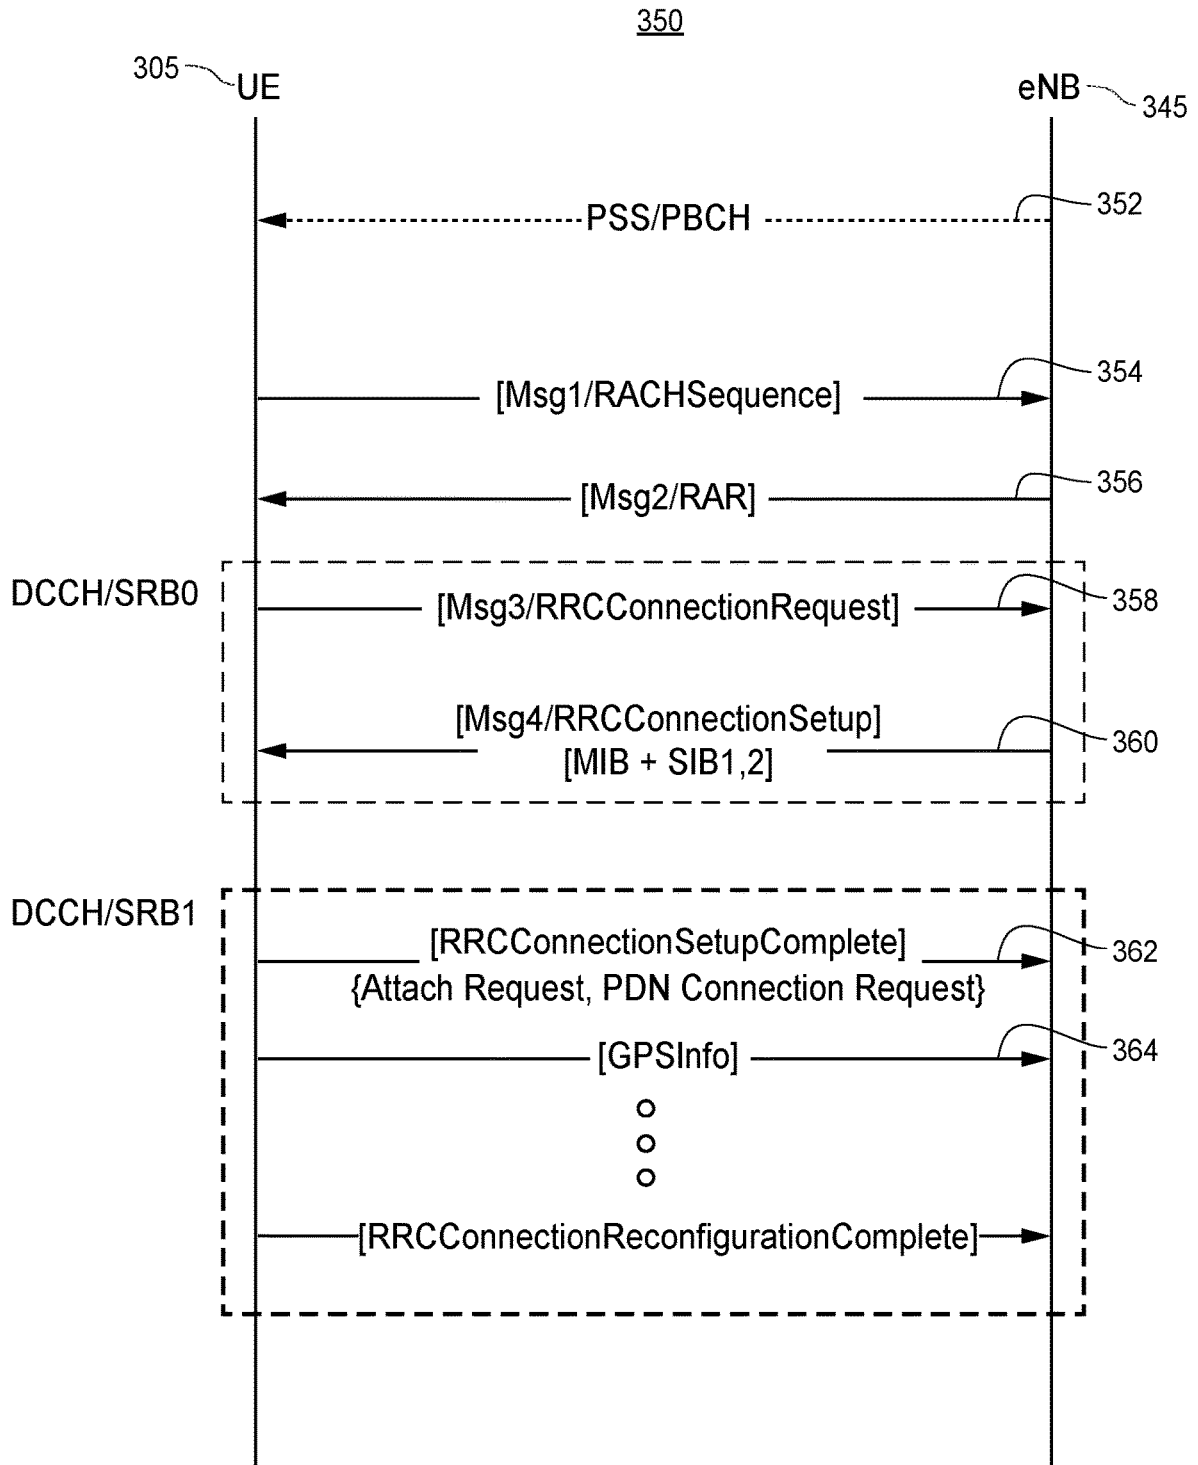 350
305 UE eNB 345
PSS/PBCH 352
[Msg1/RACHSequence] 354
[Msg2/RAR] 356
DCCH/SRB0
[Msg3/RRCConnectionRequest] 358
[Msg4/RRCConnectionSetup]
[MIB + SIB1,2] 360
DCCH/SRB1
[RRCConnectionSetupComplete] 362
{Attach Request, PDN Connection Request}
[GPSInfo] 364
[RRCConnectionReconfigurationComplete]